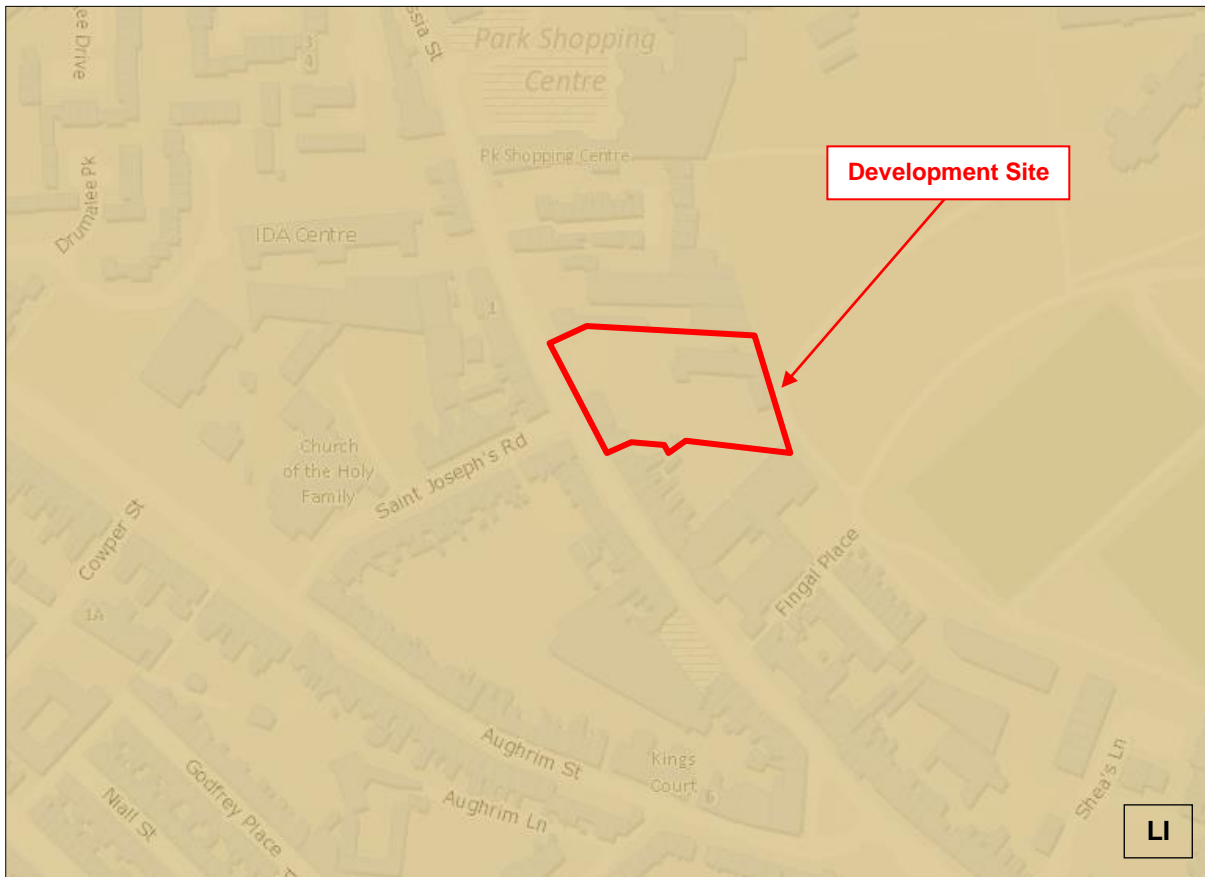 ee Drive
ssia St
Park Shopping
Centre
Pk Shopping Centre
Development Site
Drumalee Pk
IDA Centre
1
Church
of the Holy
Family
Saint Joseph's Rd
Cowper St
1A
Fingal Place
Aughrim St
Kings
Court
6
Godfrey Place
Niall St
Aughrim Ln
Shea's Ln
LI